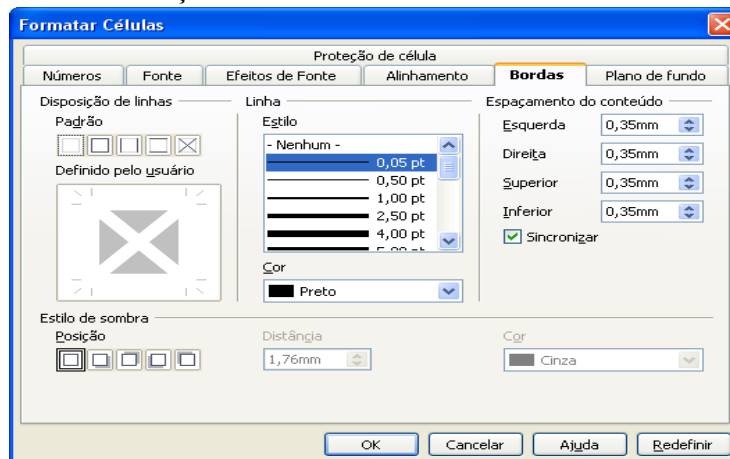 Formatar Células
Proteção de célula
Números Fonte Efeitos de Fonte Alinhamento Bordas Plano de fundo
Disposição de linhas Linha Espaçamento do conteúdo
Padrão Estilo Esquerda 0,35mm
- Nenhum -
0,05 pt Direita 0,35mm
Definido pelo usuário 0,50 pt Superior 0,35mm
1,00 pt
2,50 pt Inferior 0,35mm
4,00 pt Sincronizar
5,00 pt
Cor
Preto
Estilo de sombra
Posição Distância Cor
1,76mm Cinza
OK Cancelar Ajuda Redefinir